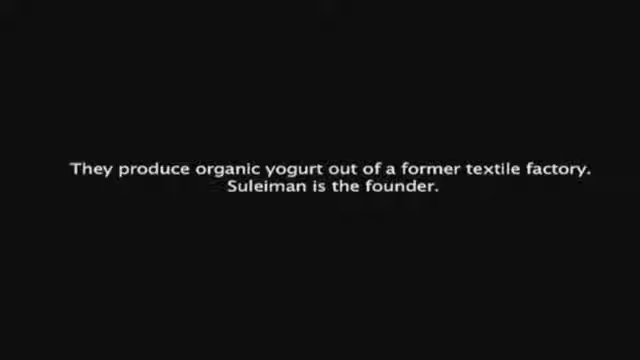 They produce organic yogurt out of a former textile factory.
Suleiman is the founder.